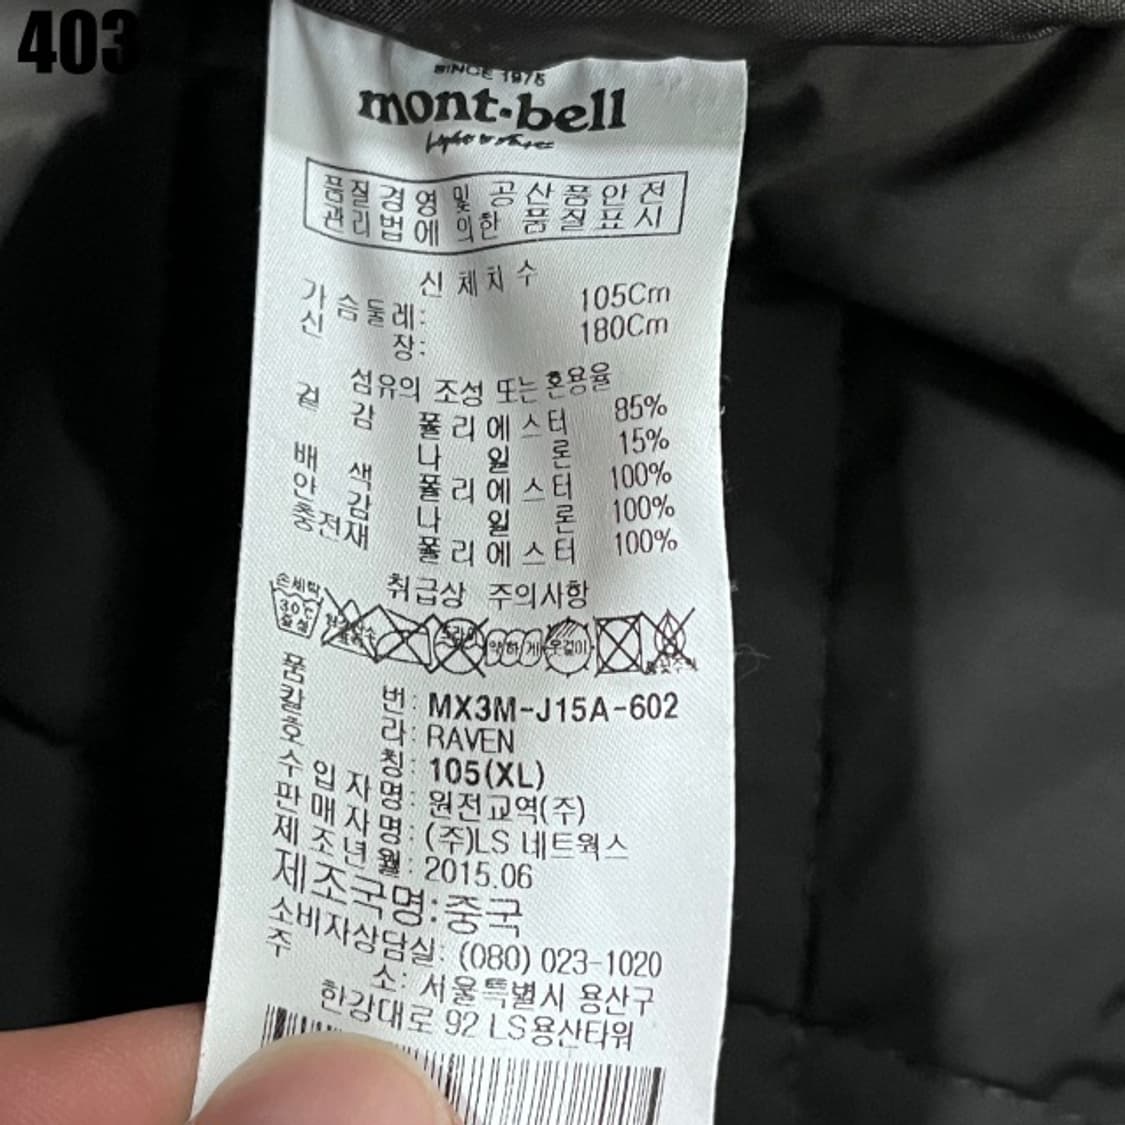 403
SINCE 1975
mont-bell
Light & Fast
품질경영 및 공산품안전
관리법에 의한 품질표시
신체치수
가슴둘레: 105Cm
신 장: 180Cm
섬유의 조성 또는 혼용율
겉 감 폴리에스터 85%
나 일 론 15%
배 색 폴리에스터 100%
안 감 나 일 론 100%
충전재 폴리에스터 100%
취급상 주의사항
손세탁
30℃
중성
드라이
약하게
옷걸이
품 번: MX3M-J15A-602
칼 라: RAVEN
호 칭: 105(XL)
수입자명: 원전교역(주)
판매자명: (주)LS 네트웍스
제조년월: 2015.06
제조국명: 중국
소비자상담실: (080) 023-1020
주 소: 서울특별시 용산구
한강대로 92 LS용산타워